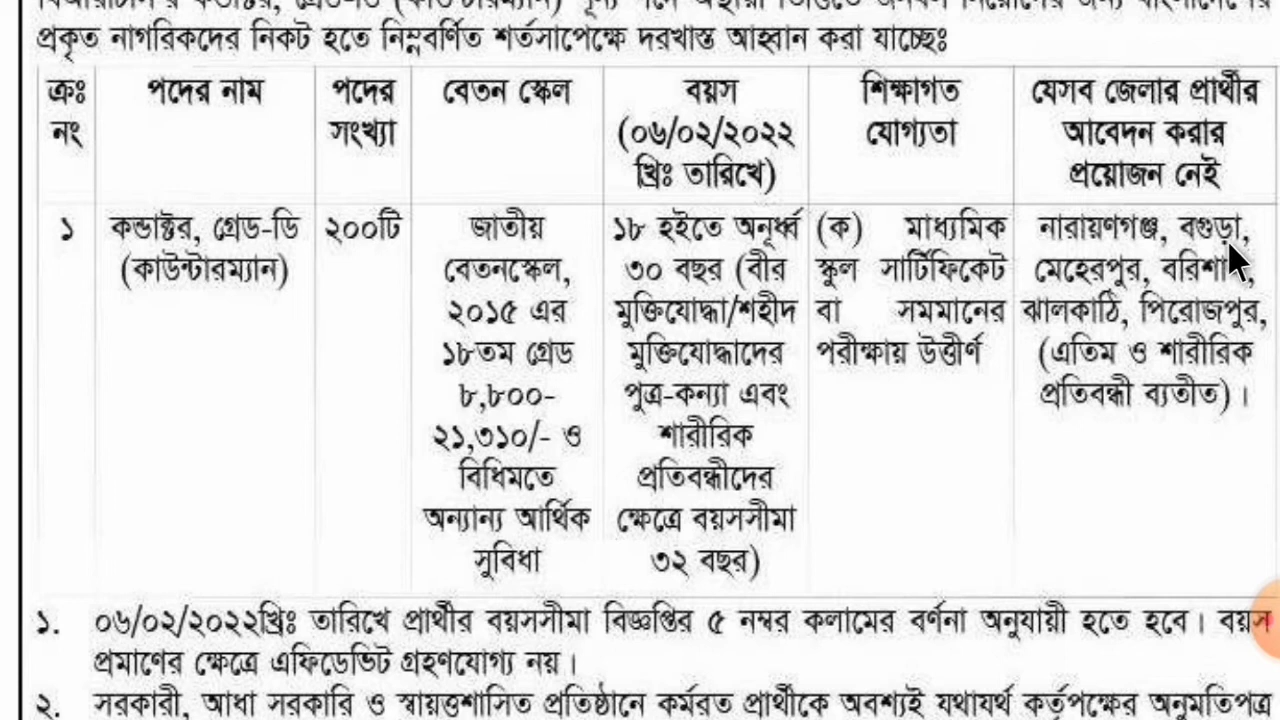 প্রকৃত নাগরিকদের নিকট হতে নিম্নবর্ণিত শর্তসাপেক্ষে দরখাস্ত আহ্বান করা যাচ্ছেঃ
ক্রঃ নং
পদের নাম
পদের সংখ্যা
বেতন স্কেল
বয়স
(০৬/০২/২০২২
খ্রিঃ তারিখে)
শিক্ষাগত
যোগ্যতা
যেসব জেলার প্রার্থীর
আবেদন করার
প্রয়োজন নেই
১
কন্ডাক্টর, গ্রেড-ডি
(কাউন্টারম্যান)
২০০টি
জাতীয়
বেতনস্কেল,
২০১৫ এর
১৮তম গ্রেড
৮,৮০০-
২১,৩১০/- ও
বিধিমতে
অন্যান্য আর্থিক
সুবিধা
১৮ হইতে অনূর্ধ্ব
৩০ বছর (বীর
মুক্তিযোদ্ধা/শহীদ
মুক্তিযোদ্ধাদের
পুত্র-কন্যা এবং
শারীরিক
প্রতিবন্ধীদের
ক্ষেত্রে বয়সসীমা
৩২ বছর)
(ক) মাধ্যমিক
স্কুল সার্টিফিকেট
বা সমমানের
পরীক্ষায় উত্তীর্ণ
নারায়ণগঞ্জ, বগুড়া,
মেহেরপুর, বরিশাল,
ঝালকাঠি, পিরোজপুর,
(এতিম ও শারীরিক
প্রতিবন্ধী ব্যতীত)।
১. ০৬/০২/২০২২খ্রিঃ তারিখে প্রার্থীর বয়সসীমা বিজ্ঞপ্তির ৫ নম্বর কলামের বর্ণনা অনুযায়ী হতে হবে। বয়স
প্রমাণের ক্ষেত্রে এফিডেভিট গ্রহণযোগ্য নয়।
২. সরকারী, আধা সরকারি ও স্বায়ত্তশাসিত প্রতিষ্ঠানে কর্মরত প্রার্থীকে অবশ্যই যথাযথ কর্তৃপক্ষের অনুমতিপত্র